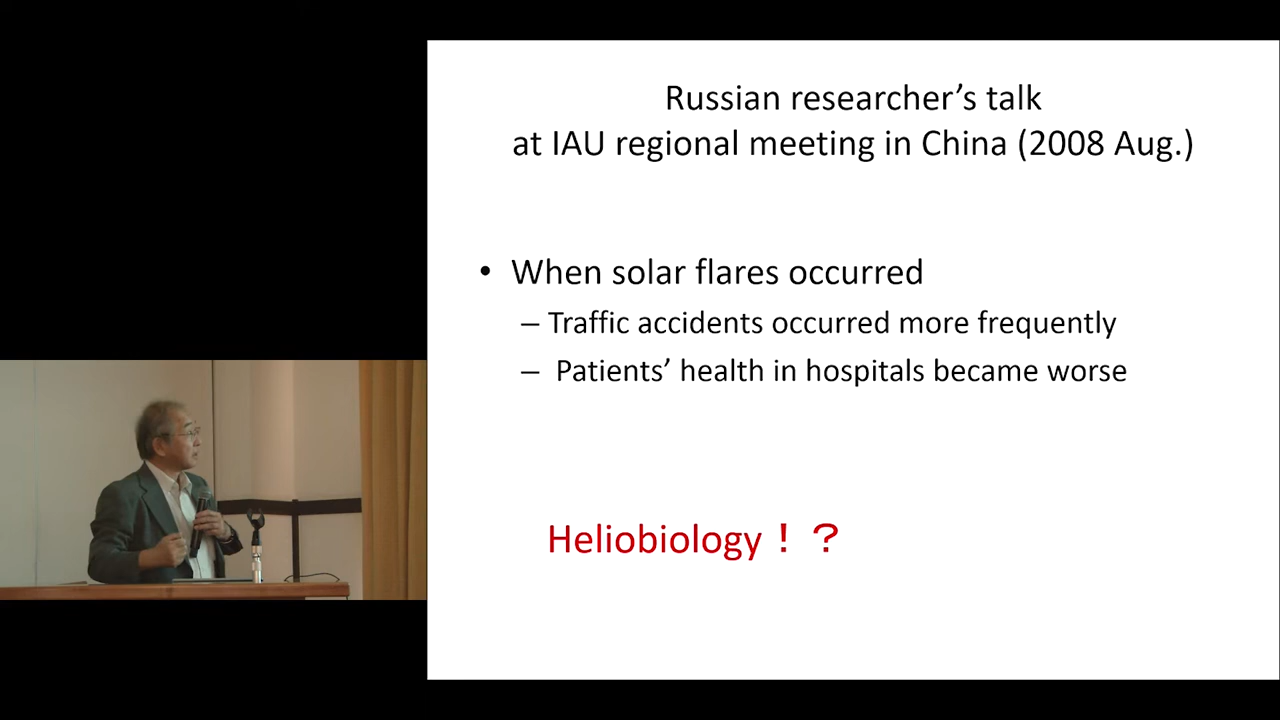 Russian researcher’s talk
at IAU regional meeting in China (2008 Aug.)
• When solar flares occurred
– Traffic accidents occurred more frequently
– Patients’ health in hospitals became worse
Heliobiology！？